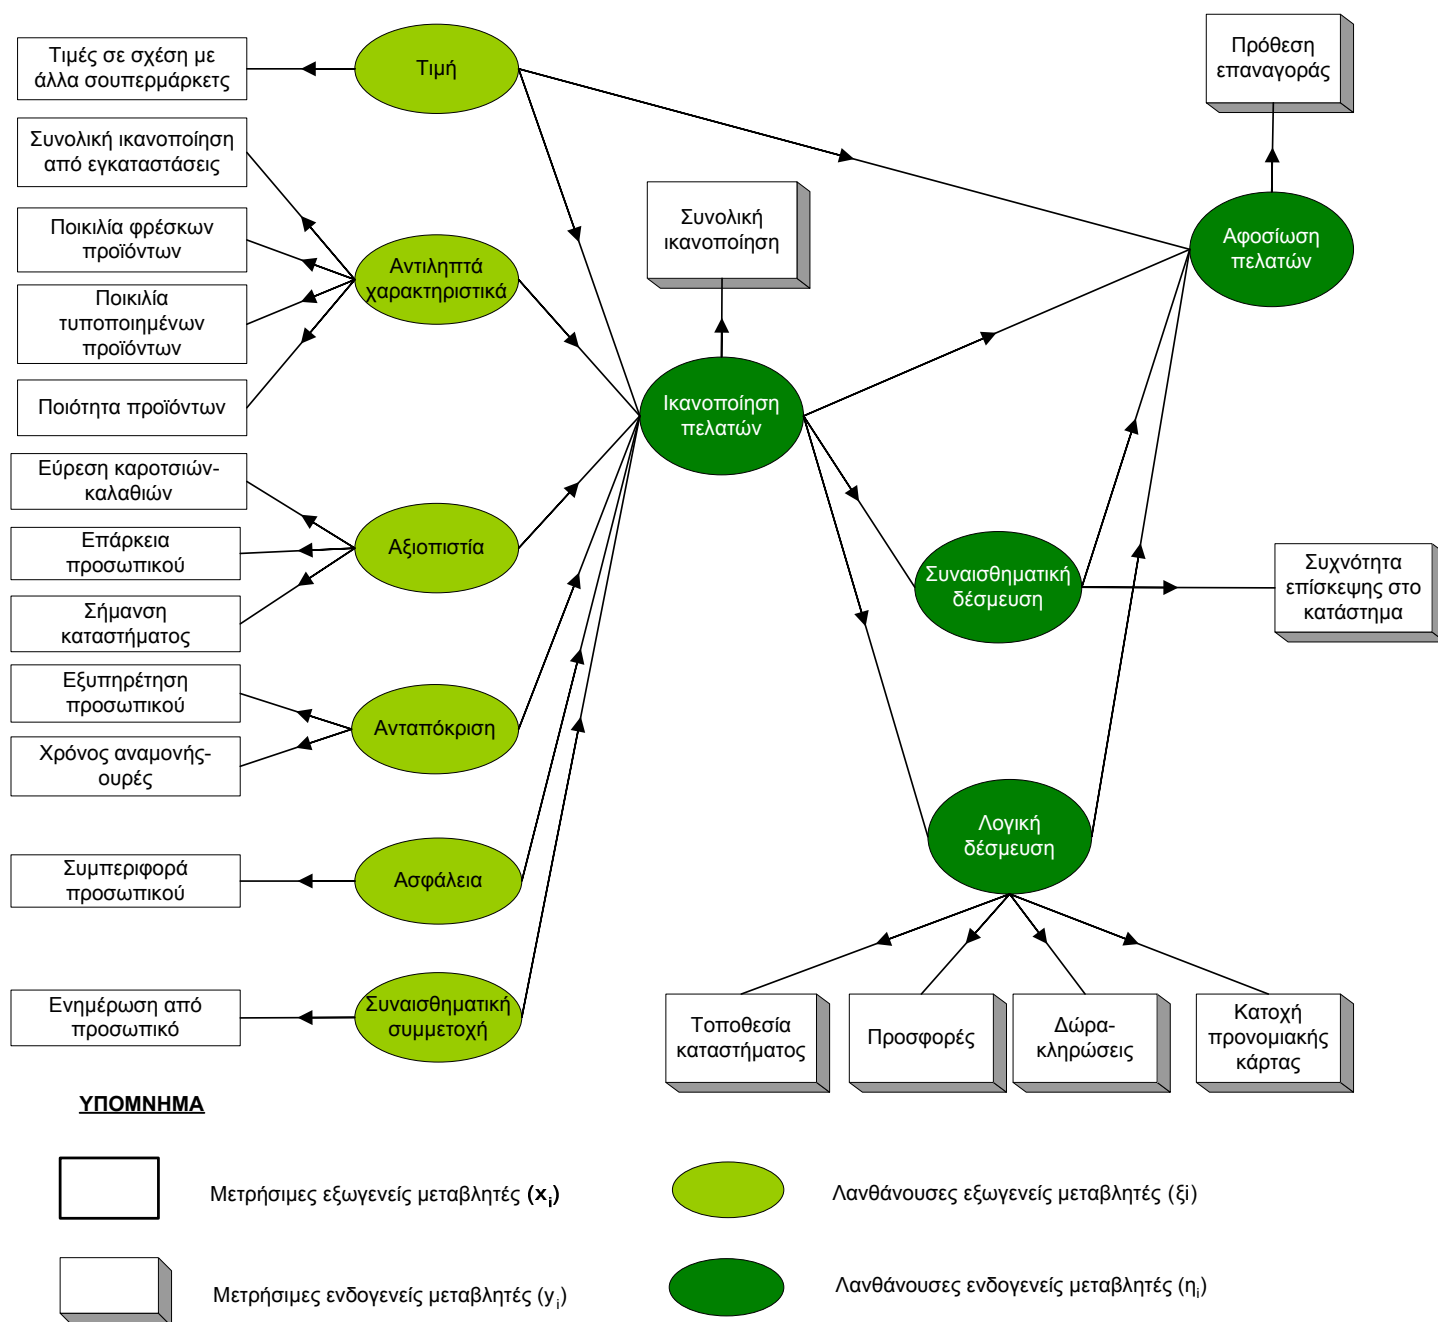 Τιμές σε σχέση με
άλλα σουπερμάρκετς
Τιμή
Πρόθεση
επαναγοράς
Συνολική ικανοποίηση
από εγκαταστάσεις
Ποικιλία φρέσκων
προϊόντων
Ποικιλία
τυποποιημένων
προϊόντων
Ποιότητα προϊόντων
Αντιληπτά
χαρακτηριστικά
Συνολική
ικανοποίηση
Αφοσίωση
πελατών
Ικανοποίηση
πελατών
Εύρεση καροτσιών-
καλαθιών
Επάρκεια
προσωπικού
Σήμανση
καταστήματος
Αξιοπιστία
Συναισθηματική
δέσμευση
Συχνότητα
επίσκεψης στο
κατάστημα
Εξυπηρέτηση
προσωπικού
Χρόνος αναμονής-
ουρές
Ανταπόκριση
Λογική
δέσμευση
Συμπεριφορά
προσωπικού
Ασφάλεια
Ενημέρωση από
προσωπικό
Συναισθηματική
συμμετοχή
Τοποθεσία
καταστήματος
Προσφορές
Δώρα-
κληρώσεις
Κατοχή
προνομιακής
κάρτας
ΥΠΟΜΝΗΜΑ
Μετρήσιμες εξωγενείς μεταβλητές (xi)
Λανθάνουσες εξωγενείς μεταβλητές (ξi)
Μετρήσιμες ενδογενείς μεταβλητές (yi)
Λανθάνουσες ενδογενείς μεταβλητές (ηi)